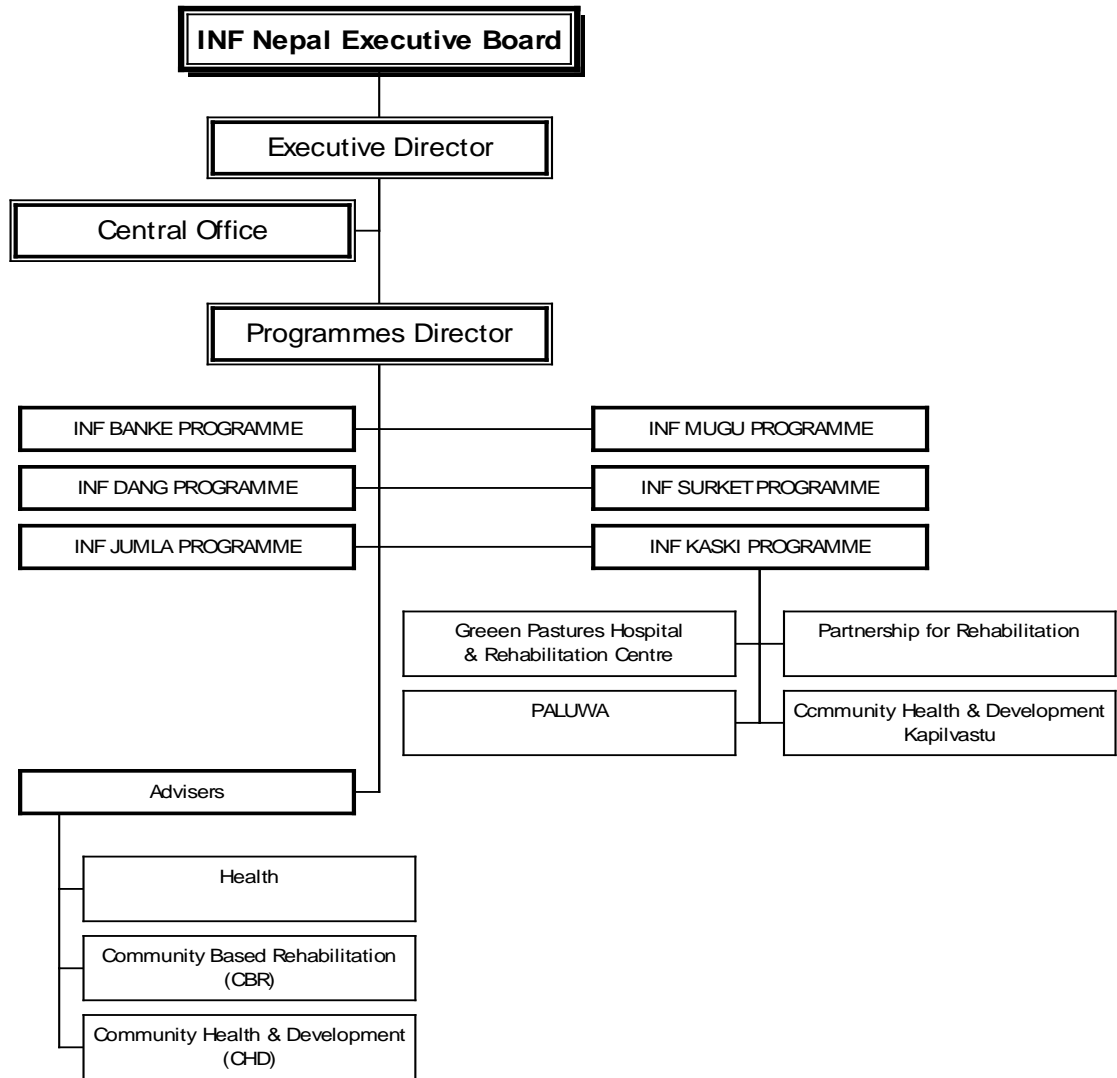 INF Nepal Executive Board
Executive Director
Central Office
Programmes Director
INF BANKE PROGRAMME
INF MUGU PROGRAMME
INF DANG PROGRAMME
INF SURKET PROGRAMME
INF JUMLA PROGRAMME
INF KASKI PROGRAMME
Greeen Pastures Hospital
& Rehabilitation Centre
Partnership for Rehabilitation
PALUWA
Ccmmunity Health & Development
Kapilvastu
Advisers
Health
Community Based Rehabilitation
(CBR)
Community Health & Development
(CHD)